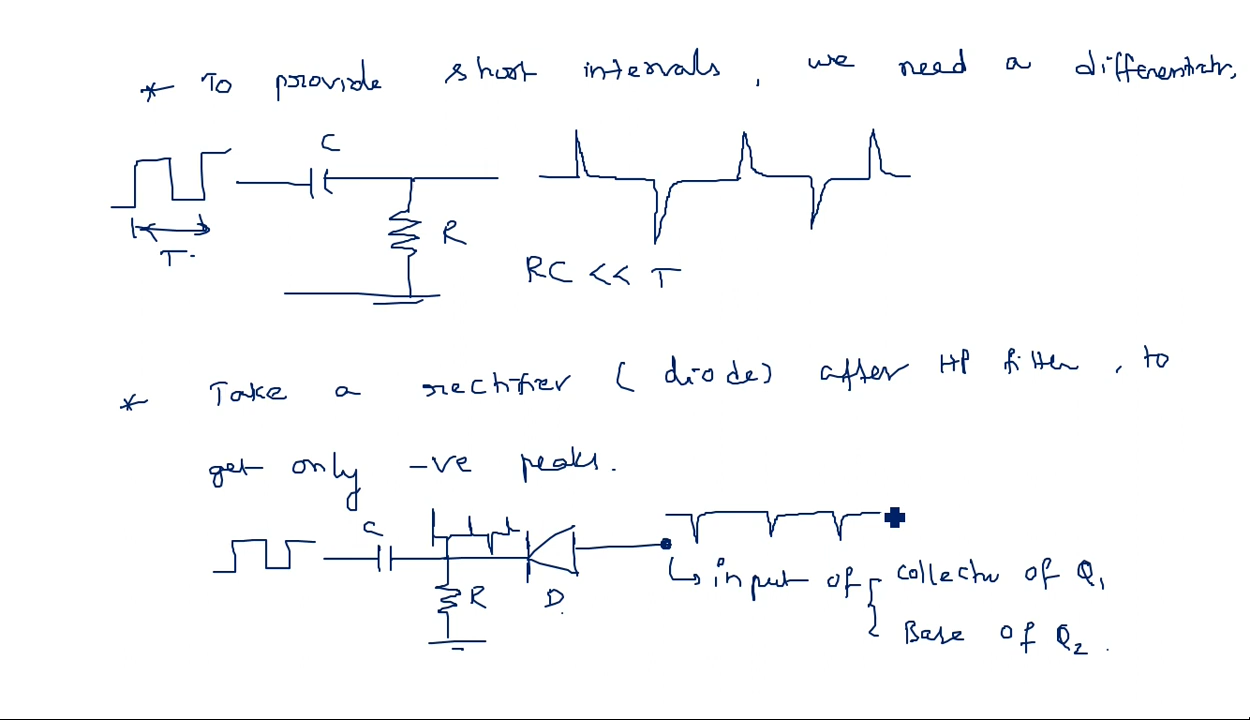 * To provide short intervals, we need a differentiator.
C
R
T
RC << T
* Take a rectifier (diode) after HP filter, to
get only -ve peaks.
C
R
D
input of { collector of Q1
Base of Q2.